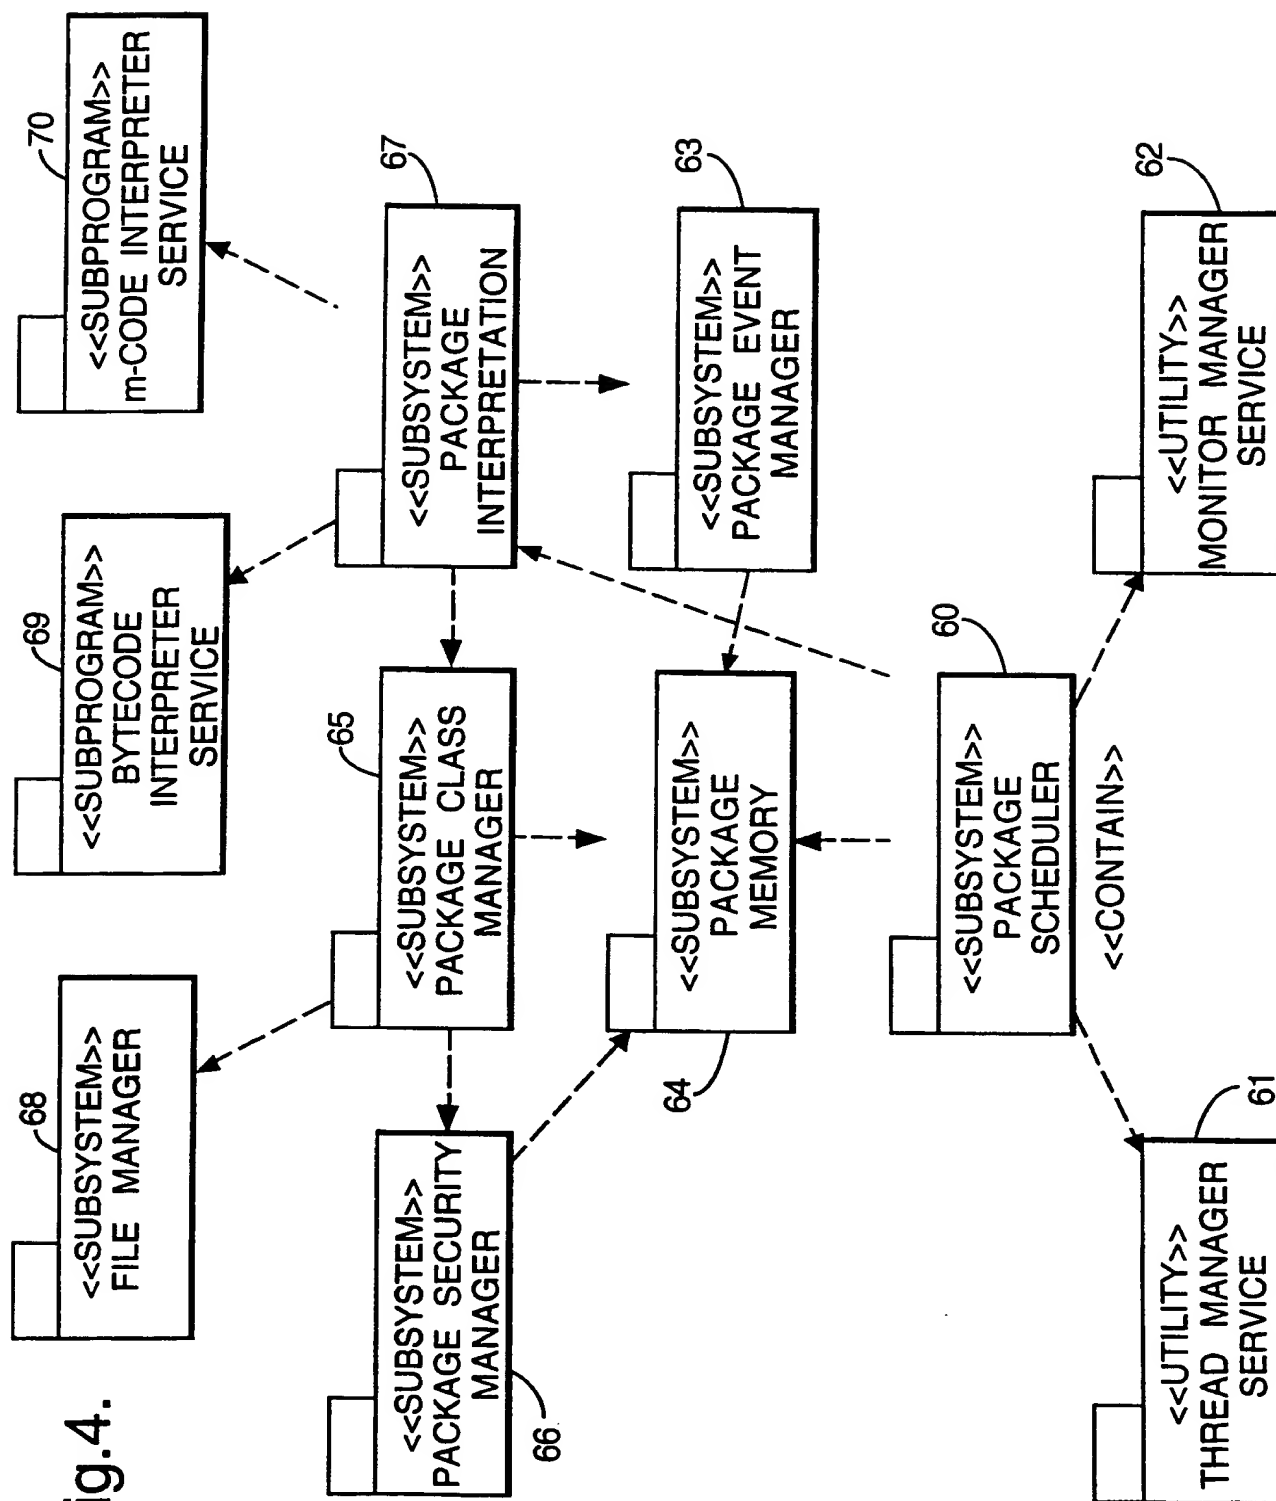 ig.4.
68
<<SUBSYSTEM>>
FILE MANAGER
69
<<SUBPROGRAM>>
BYTECODE
INTERPRETER
SERVICE
70
<<SUBPROGRAM>>
m-CODE INTERPRETER
SERVICE
66
<<SUBSYSTEM>>
PACKAGE SECURITY
MANAGER
65
<<SUBSYSTEM>>
PACKAGE CLASS
MANAGER
67
<<SUBSYSTEM>>
PACKAGE
INTERPRETATION
64
<<SUBSYSTEM>>
PACKAGE
MEMORY
63
<<SUBSYSTEM>>
PACKAGE EVENT
MANAGER
60
<<SUBSYSTEM>>
PACKAGE
SCHEDULER
<<CONTAIN>>
61
<<UTILITY>>
THREAD MANAGER
SERVICE
62
<<UTILITY>>
MONITOR MANAGER
SERVICE